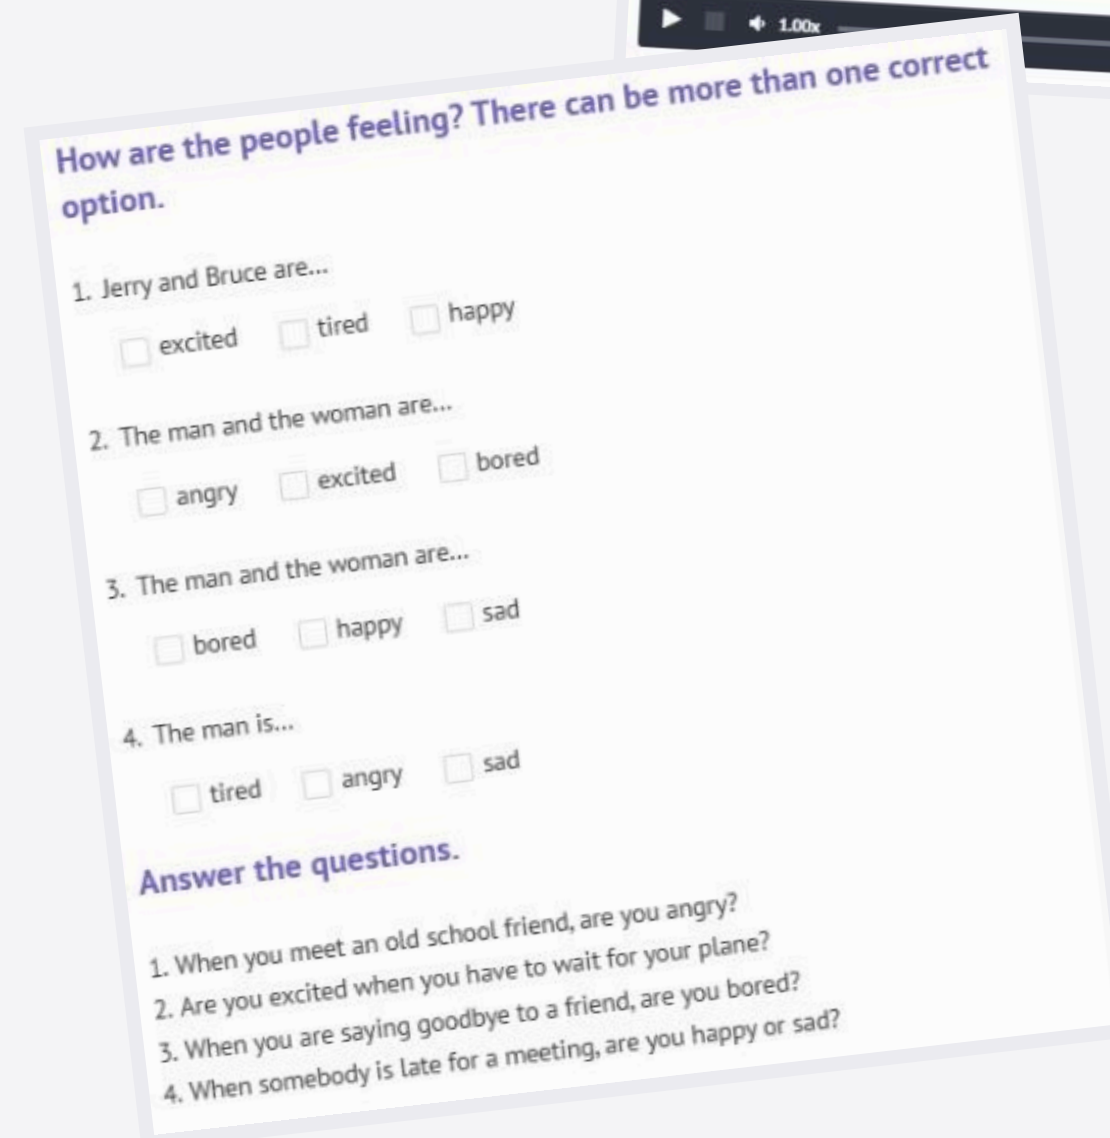 1.00x
How are the people feeling? There can be more than one correct
option.
1. Jerry and Bruce are...
excited tired happy
2. The man and the woman are...
angry excited bored
3. The man and the woman are...
bored happy sad
4. The man is...
tired angry sad
Answer the questions.
1. When you meet an old school friend, are you angry?
2. Are you excited when you have to wait for your plane?
3. When you are saying goodbye to a friend, are you bored?
4. When somebody is late for a meeting, are you happy or sad?